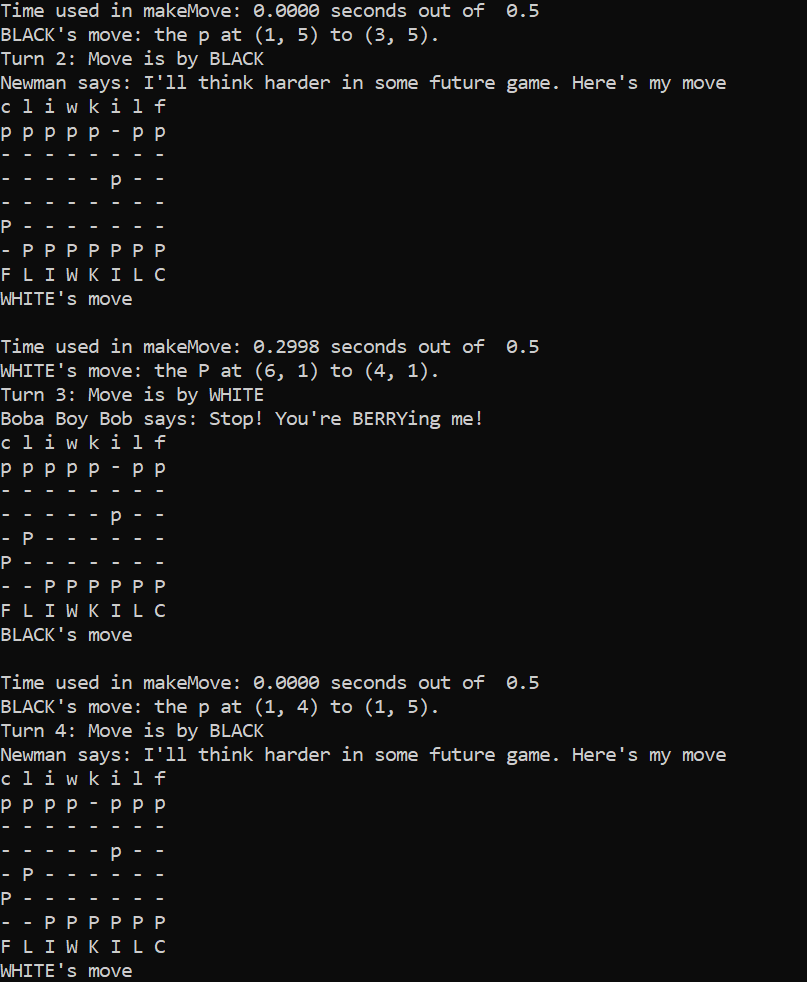 Time used in makeMove: 0.0000 seconds out of  0.5
BLACK's move: the p at (1, 5) to (3, 5).
Turn 2: Move is by BLACK
Newman says: I'll think harder in some future game. Here's my move
c l i w k i l f
p p p p p - p p
- - - - - - - -
- - - - - p - -
- - - - - - - -
P - - - - - - -
- P P P P P P P
F L I W K I L C
WHITE's move

Time used in makeMove: 0.2998 seconds out of  0.5
WHITE's move: the P at (6, 1) to (4, 1).
Turn 3: Move is by WHITE
Boba Boy Bob says: Stop! You're BERRYing me!
c l i w k i l f
p p p p p - p p
- - - - - - - -
- - - - - p - -
- P - - - - - -
P - - - - - - -
- - P P P P P P
F L I W K I L C
BLACK's move

Time used in makeMove: 0.0000 seconds out of  0.5
BLACK's move: the p at (1, 4) to (1, 5).
Turn 4: Move is by BLACK
Newman says: I'll think harder in some future game. Here's my move
c l i w k i l f
p p p p - p p p
- - - - - - - -
- - - - - p - -
- P - - - - - -
P - - - - - - -
- - P P P P P P
F L I W K I L C
WHITE's move